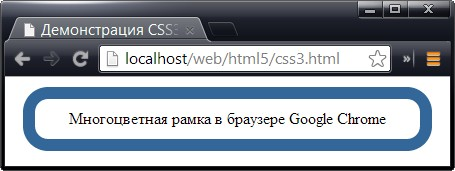 Демонстрация CSS3
localhost/web/html5/css3.html
Многоцветная рамка в браузере Google Chrome